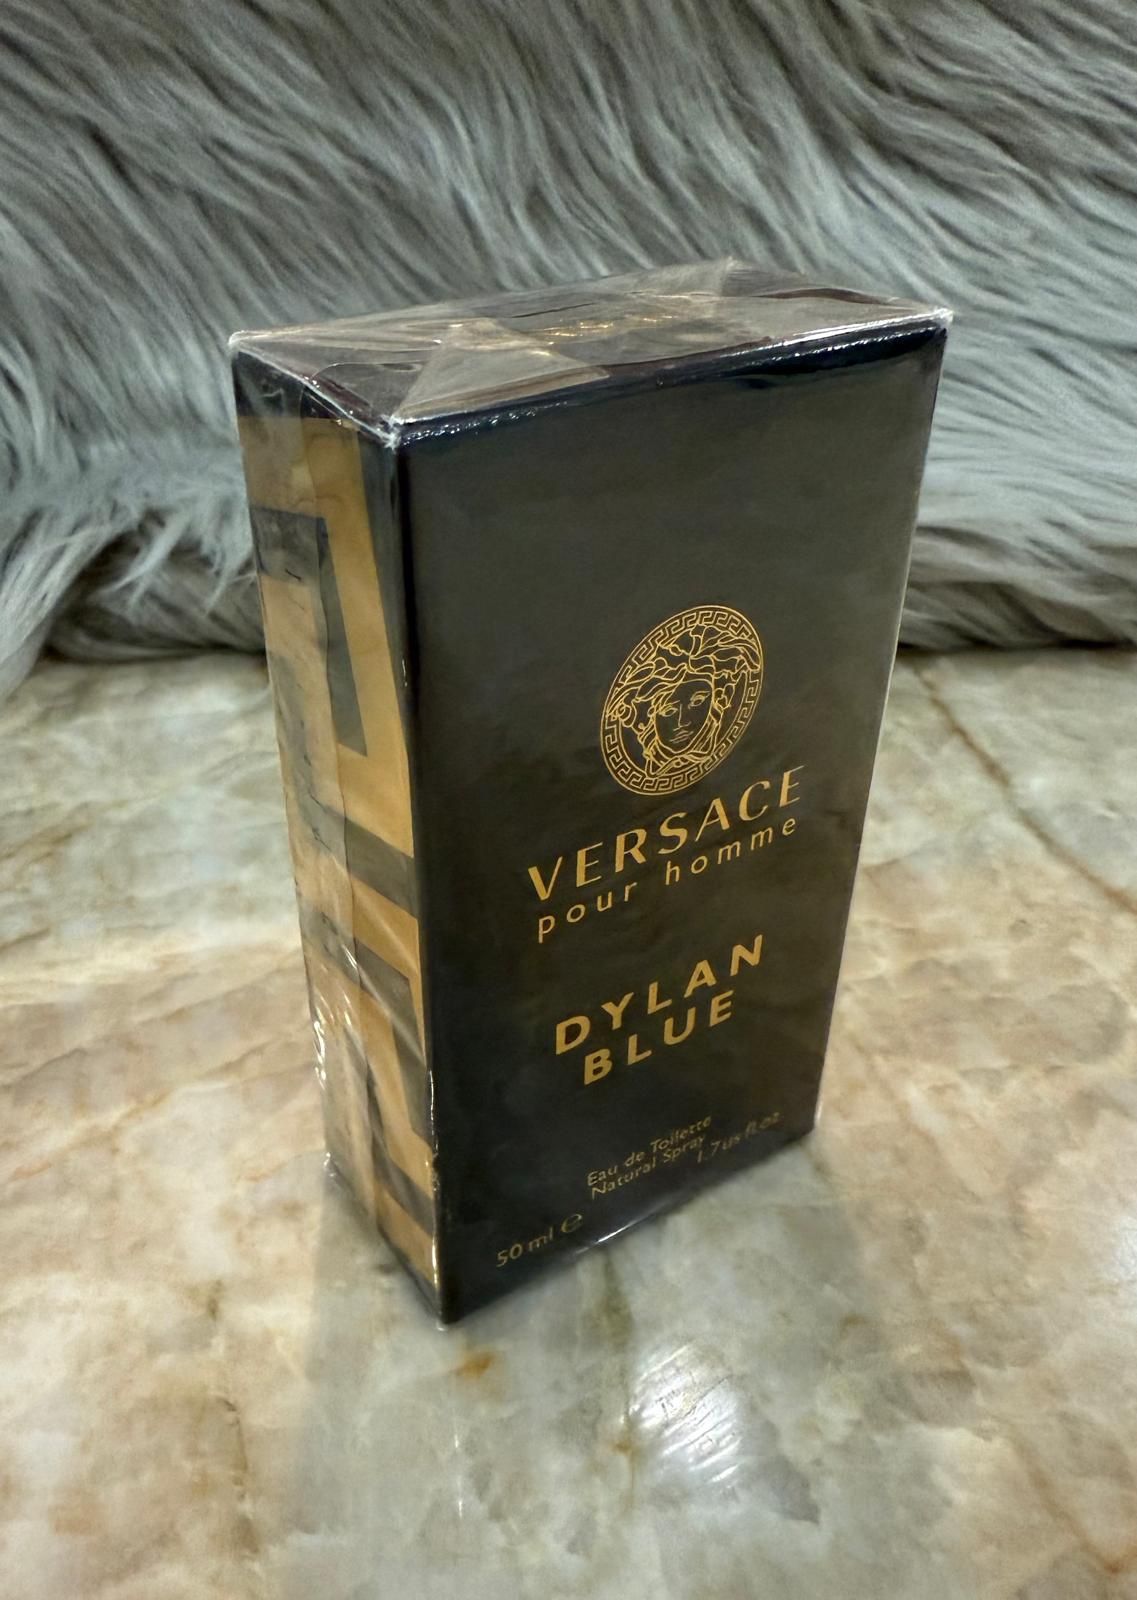 VERSACE
pour homme
DYLAN
BLUE
Eau de Toilette
Natural Spray
50 ml e 1.7 us fl.oz